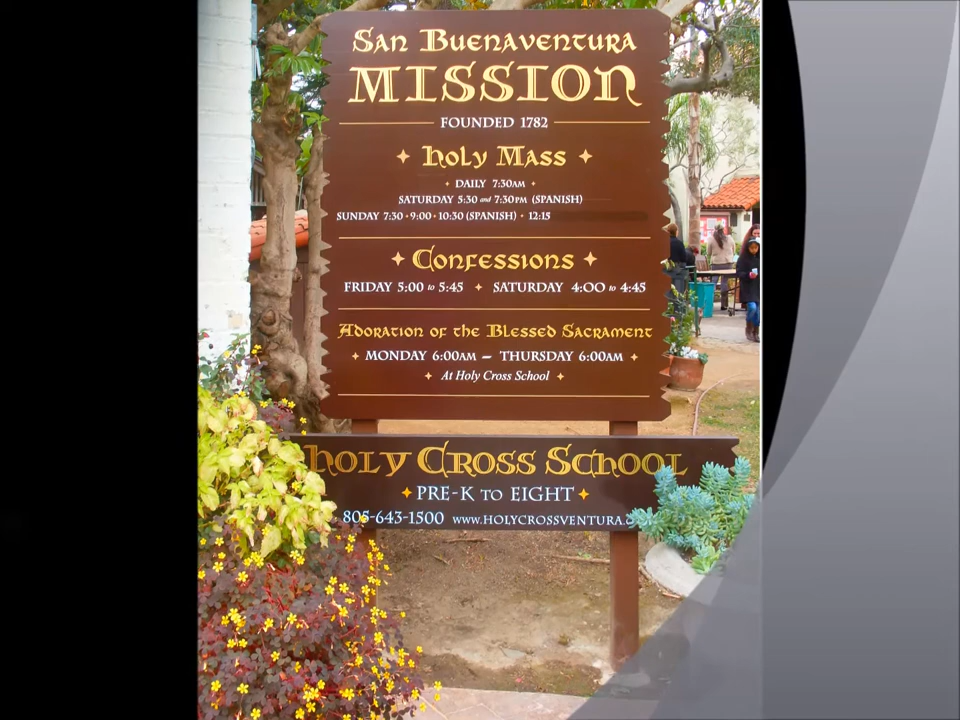 San Buenaventura
MISSION
FOUNDED 1782
Holy Mass
DAILY 7:30AM
SATURDAY 5:30 and 7:30PM (SPANISH)
SUNDAY 7:30 · 9:00 · 10:30 (SPANISH) · 12:15
Confessions
FRIDAY 5:00 to 5:45 SATURDAY 4:00 to 4:45
Adoration of the Blessed Sacrament
MONDAY 6:00AM – THURSDAY 6:00AM
At Holy Cross School
Holy Cross School
PRE-K TO EIGHT
805-643-1500 WWW.HOLYCROSSVENTURA.